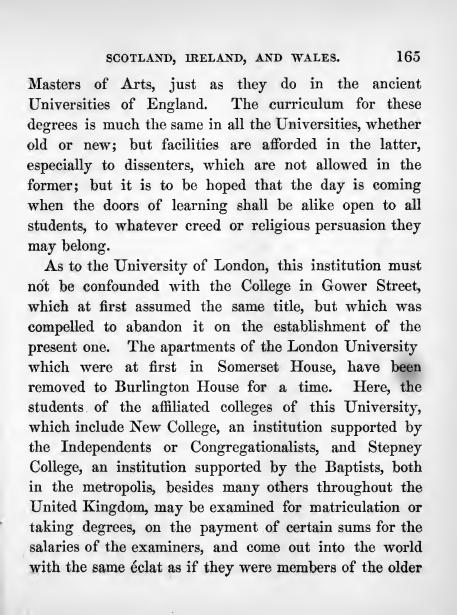 SCOTLAND, IRELAND, AND WALES. 165
Masters of Arts, just as they do in the ancient
Universities of England. The curriculum for these
degrees is much the same in all the Universities, whether
old or new; but facilities are afforded in the latter,
especially to dissenters, which are not allowed in the
former; but it is to be hoped that the day is coming
when the doors of learning shall be alike open to all
students, to whatever creed or religious persuasion they
may belong.
As to the University of London, this institution must
not be confounded with the College in Gower Street,
which at first assumed the same title, but which was
compelled to abandon it on the establishment of the
present one. The apartments of the London University
which were at first in Somerset House, have been
removed to Burlington House for a time. Here, the
students of the affiliated colleges of this University,
which include New College, an institution supported by
the Independents or Congregationalists, and Stepney
College, an institution supported by the Baptists, both
in the metropolis, besides many others throughout the
United Kingdom, may be examined for matriculation or
taking degrees, on the payment of certain sums for the
salaries of the examiners, and come out into the world
with the same éclat as if they were members of the older